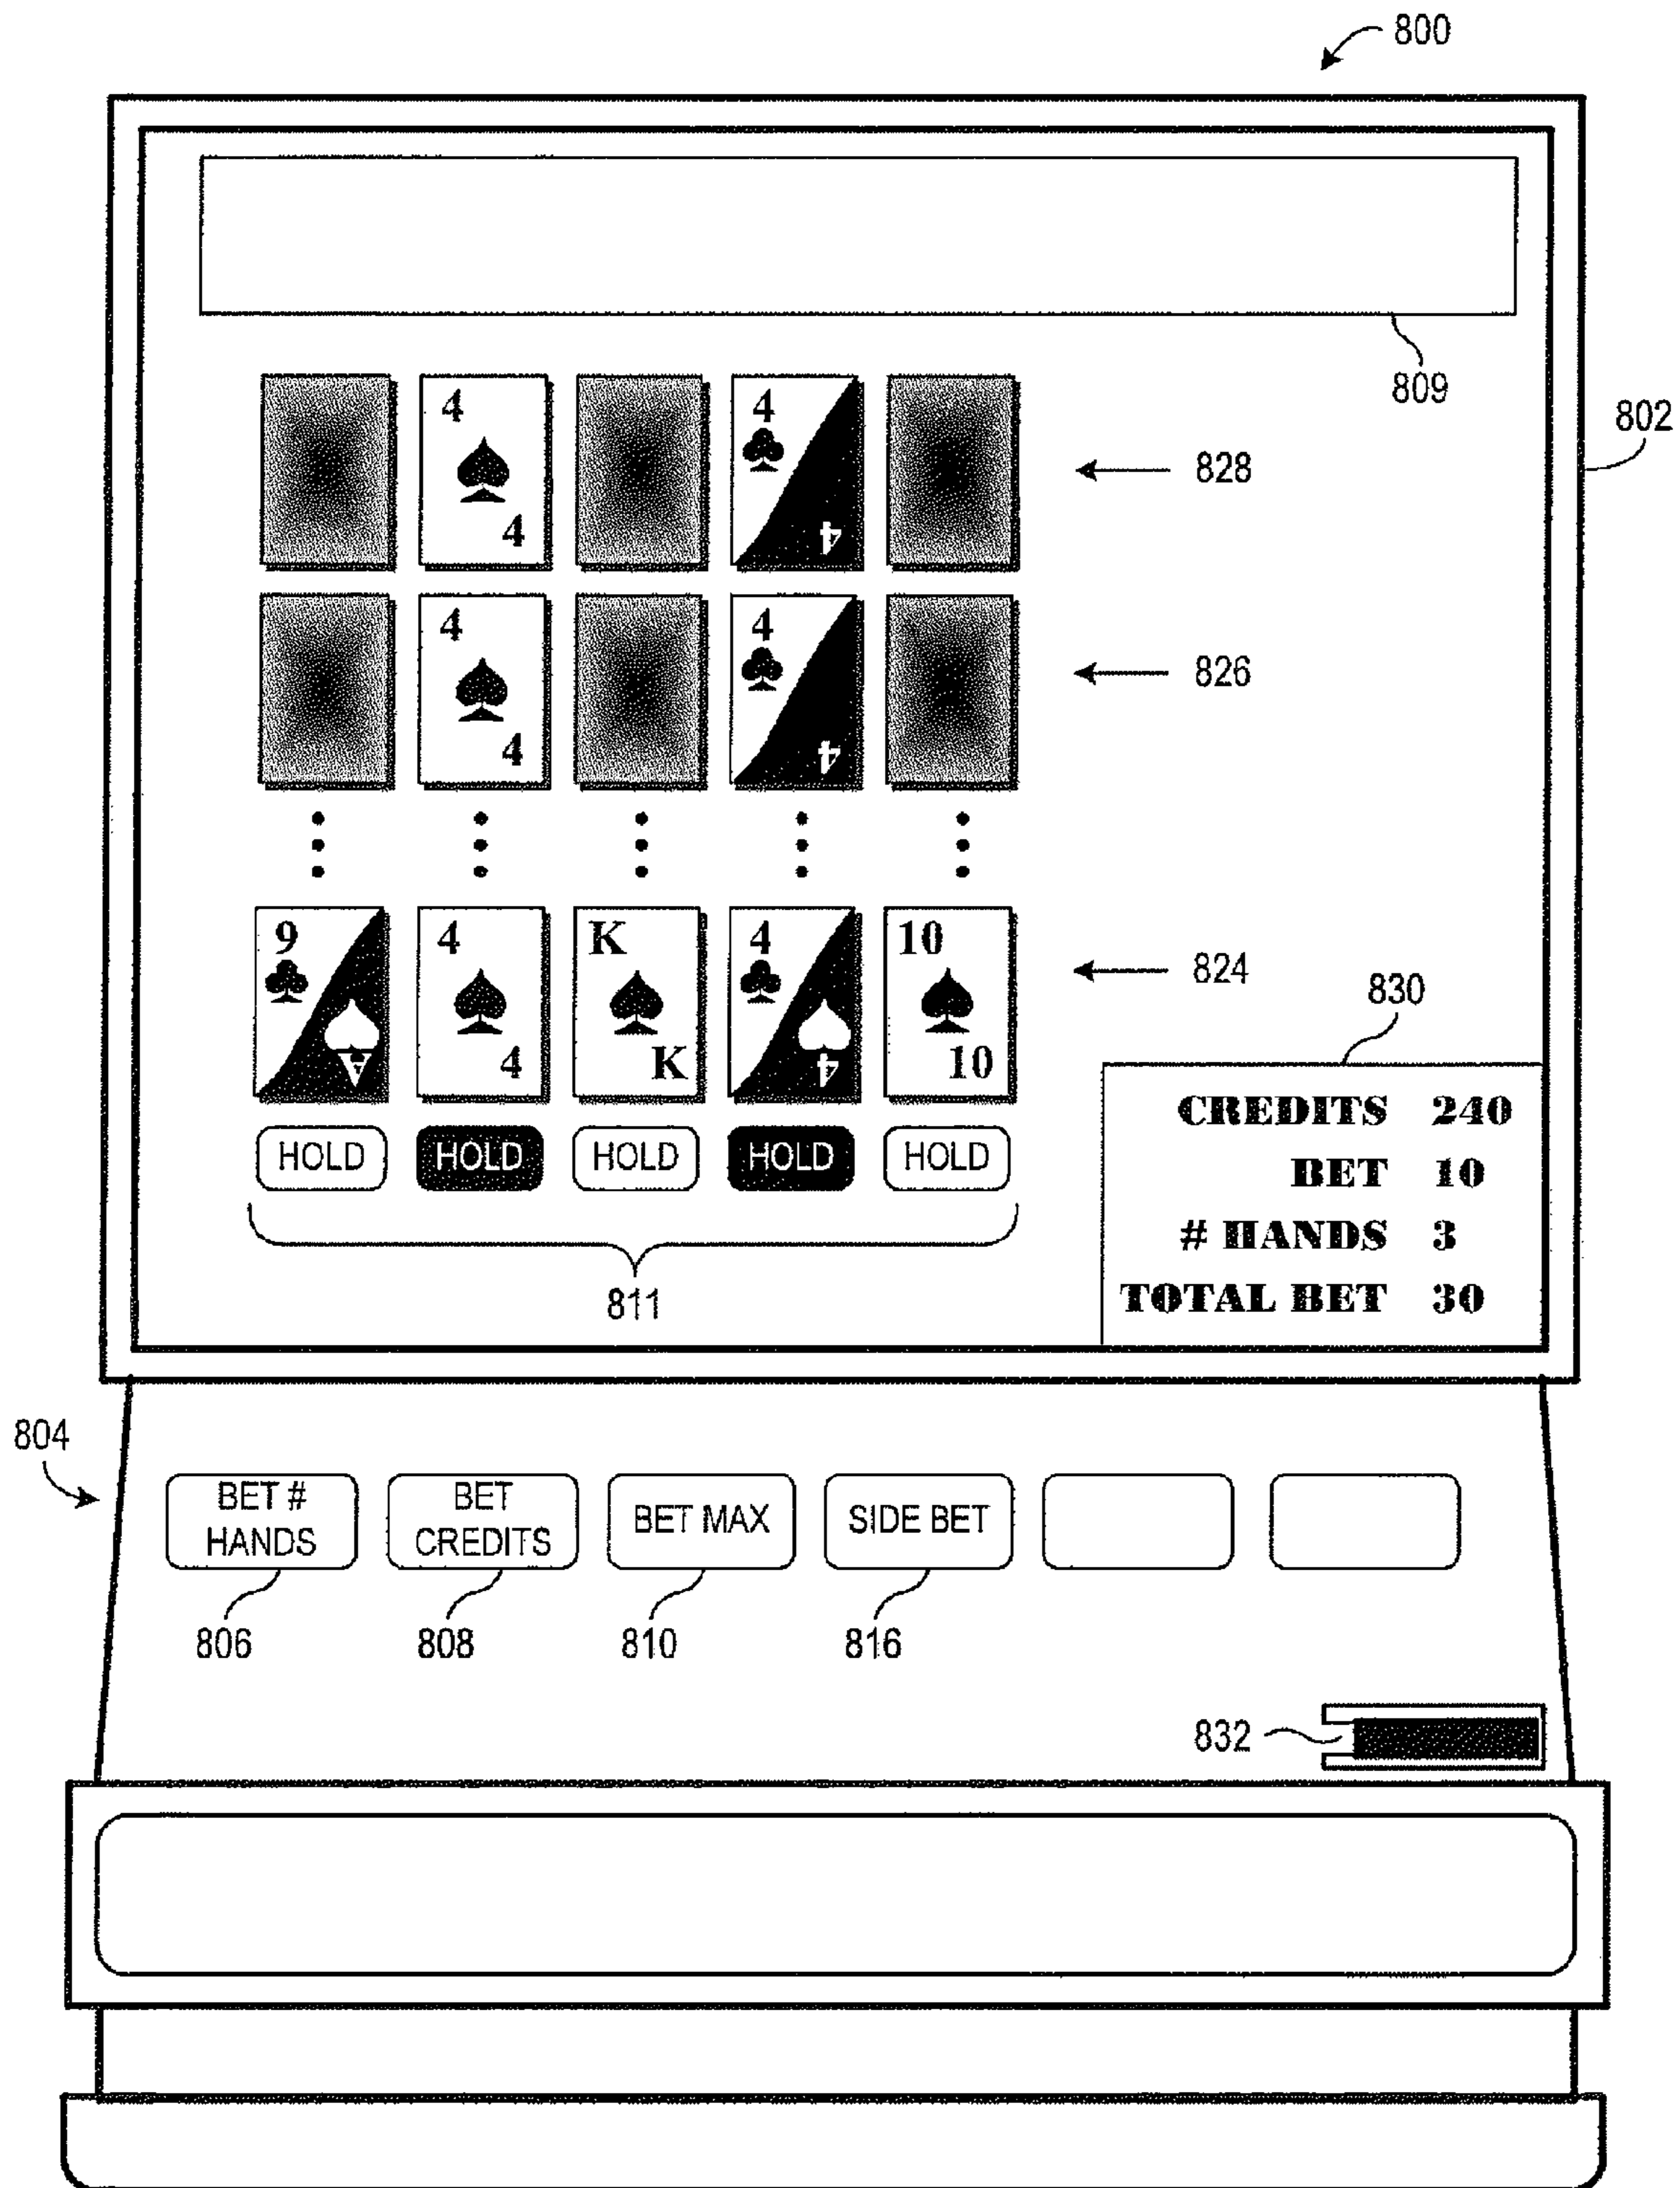 800
809
802
4 4
4 4
828
4 4
4 4
826
9 A
4 4
K K
4 4
10 10
824
830
HOLD HOLD HOLD HOLD HOLD
811
CREDITS 240
BET 10
# HANDS 3
TOTAL BET 30
804
BET #
HANDS
BET
CREDITS
BET MAX
SIDE BET
806 808 810 816
832